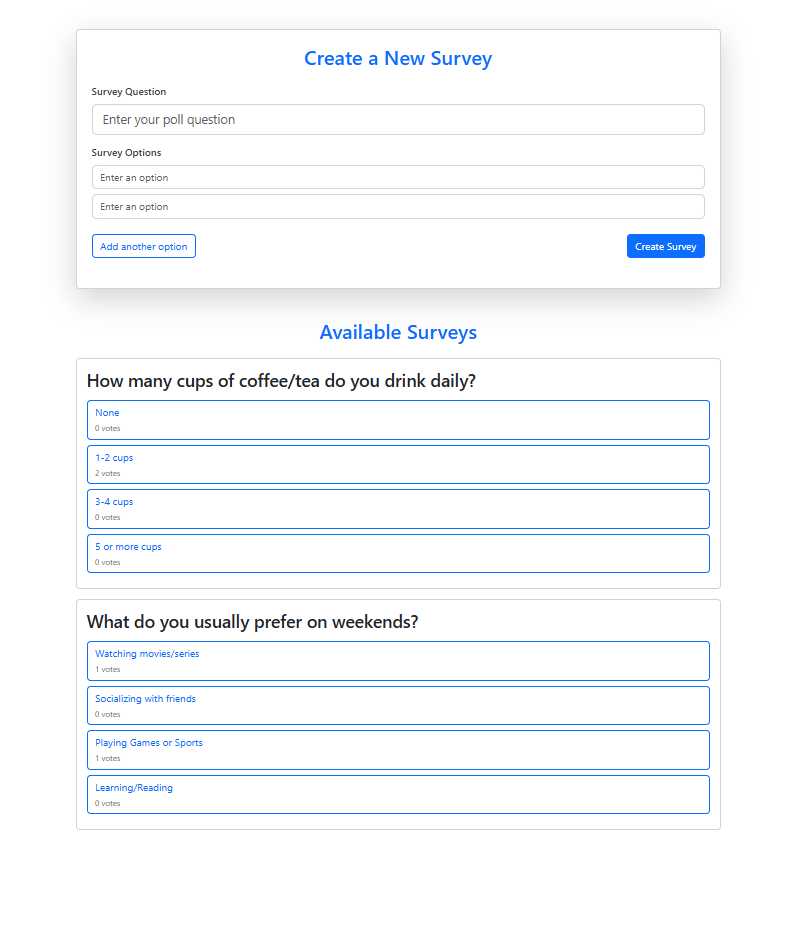 Create a New Survey
Survey Question
Enter your poll question
Survey Options
Enter an option
Enter an option
Add another option
Create Survey
Available Surveys
How many cups of coffee/tea do you drink daily?
None
0 votes
1-2 cups
2 votes
3-4 cups
0 votes
5 or more cups
0 votes
What do you usually prefer on weekends?
Watching movies/series
1 votes
Socializing with friends
0 votes
Playing Games or Sports
1 votes
Learning/Reading
0 votes